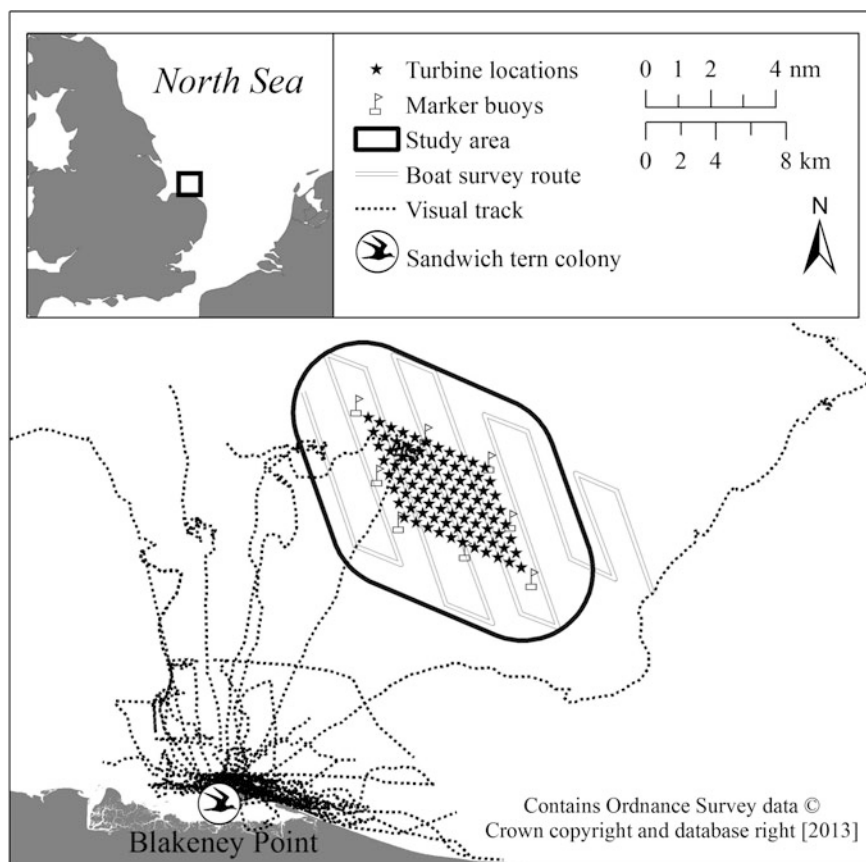 North Sea
Turbine locations
Marker buoys
Study area
Boat survey route
Visual track
Sandwich tern colony
0 1 2 4 nm
0 2 4 8 km
N
Blakeney Point
Contains Ordnance Survey data ©
Crown copyright and database right [2013]